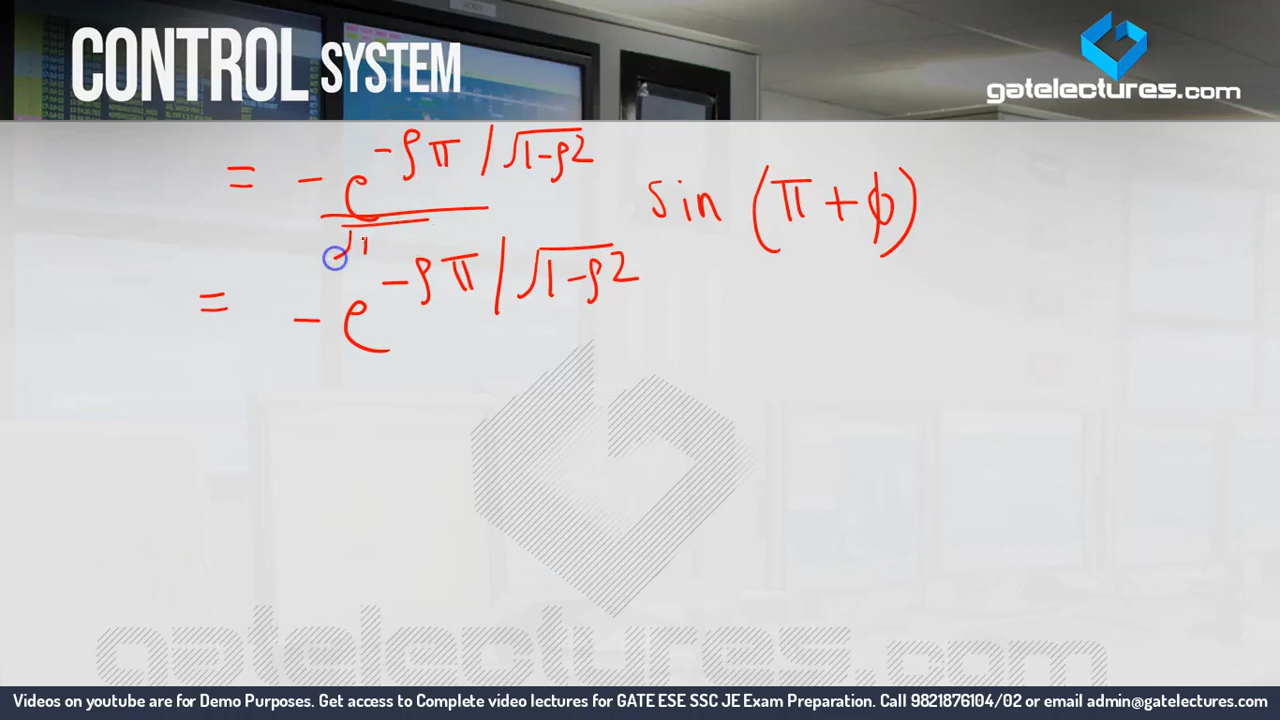 CONTROL SYSTEM
gatelectures.com
= -e^{-ρπ/√1-ρ2} / √1 sin (π+ϕ)
= -e^{-ρπ/√1-ρ2}
gatelectures.com
Videos on youtube are for Demo Purposes. Get access to Complete video lectures for GATE ESE SSC JE Exam Preparation. Call 9821876104/02 or email admin@gatelectures.com